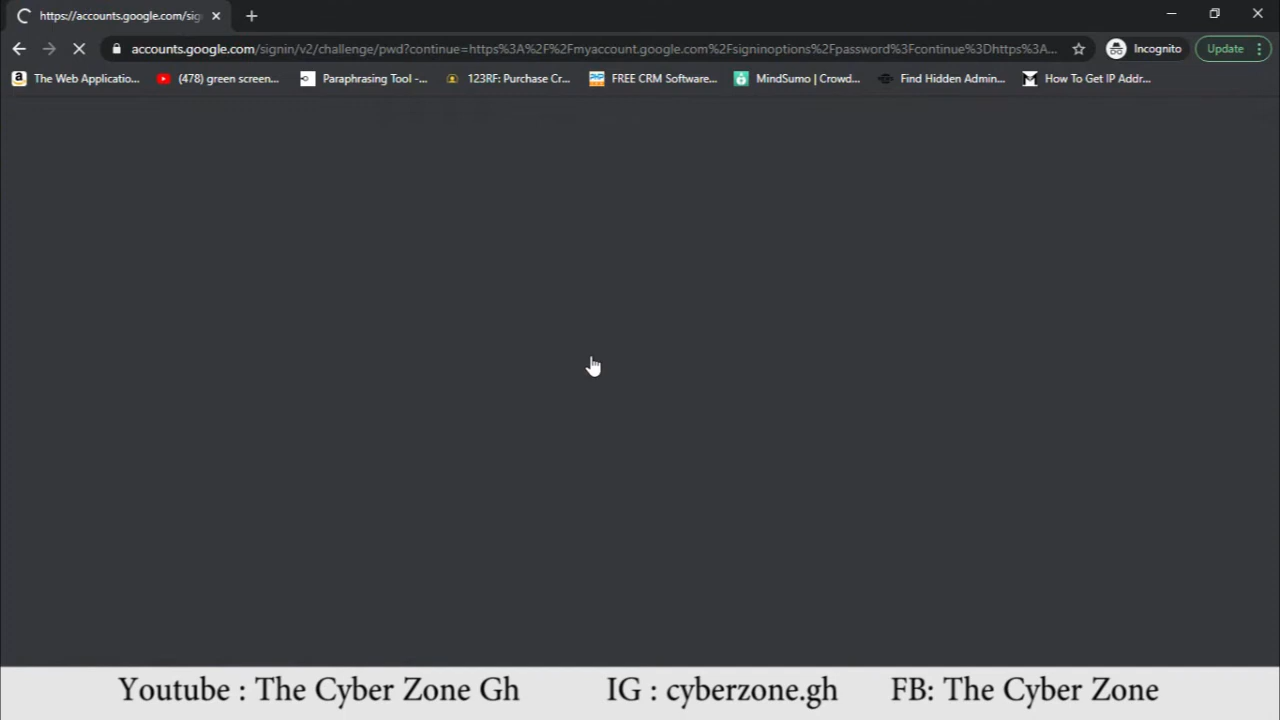 https://accounts.google.com/sig
accounts.google.com/signin/v2/challenge/pwd?continue=https%3A%2F%2Fmyaccount.google.com%2Fsigninoptions%2Fpassword%3Fcontinue%3Dhttps%3A... Incognito Update
The Web Applicatio... (478) green screen... Paraphrasing Tool -... 123RF: Purchase Cr... FREE CRM Software... MindSumo | Crowd... Find Hidden Admin... How To Get IP Addr...
Youtube : The Cyber Zone Gh IG : cyberzone.gh FB: The Cyber Zone